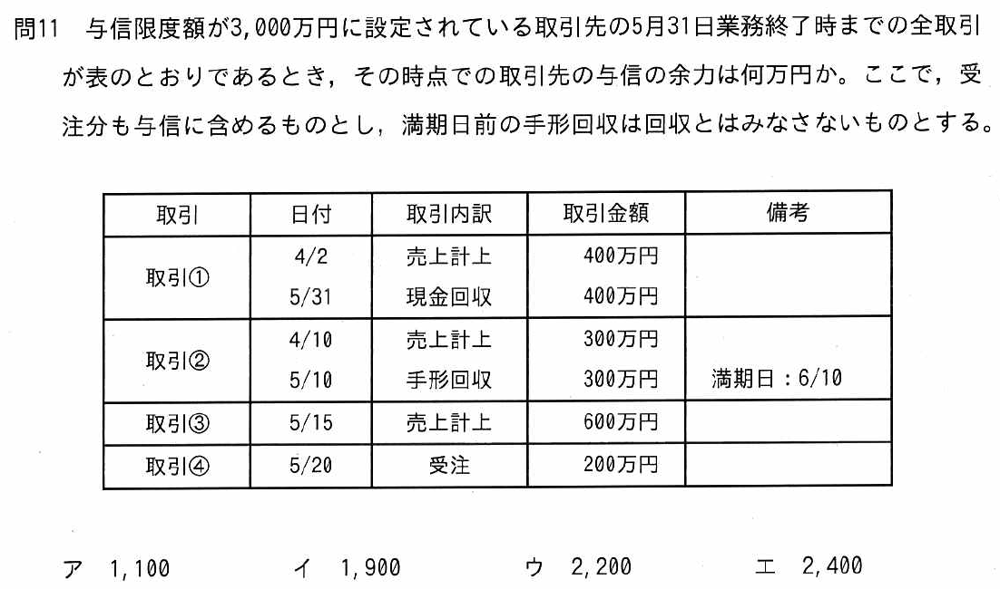 問11 与信限度額が3,000万円に設定されている取引先の5月31日業務終了時までの全取引
が表のとおりであるとき，その時点での取引先の与信の余力は何万円か。ここで，受
注分も与信に含めるものとし，満期日前の手形回収は回収とはみなさないものとする。
取引 日付 取引内訳 取引金額 備考
取引① 4/2 売上計上 400万円
5/31 現金回収 400万円
取引② 4/10 売上計上 300万円
5/10 手形回収 300万円 満期日：6/10
取引③ 5/15 売上計上 600万円
取引④ 5/20 受注 200万円
ア 1,100 イ 1,900 ウ 2,200 エ 2,400